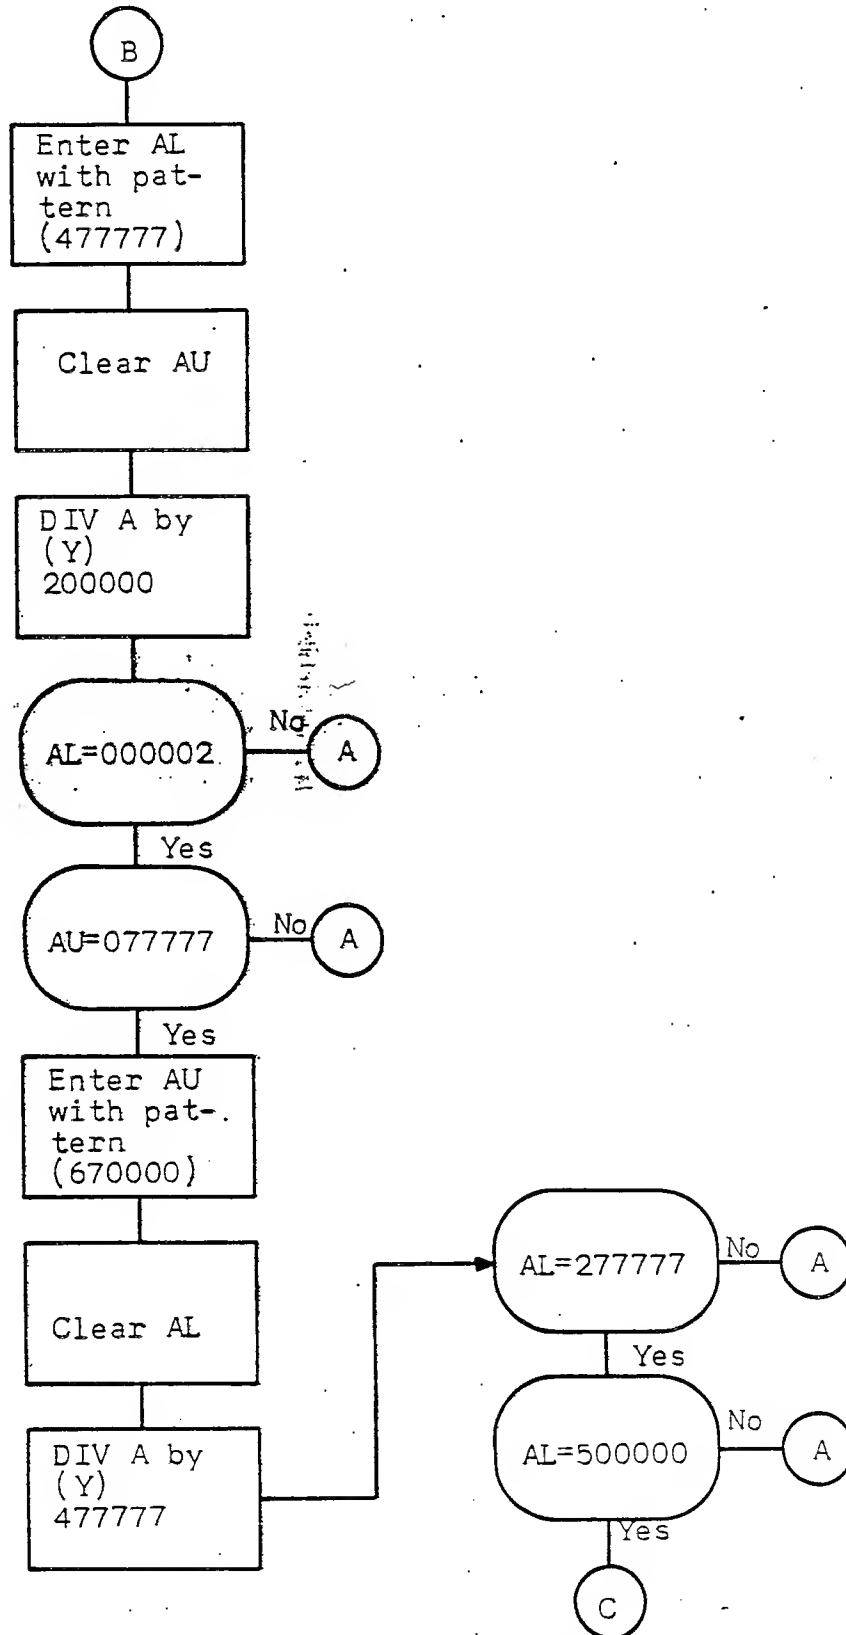 B
Enter AL
with pat-
tern
(477777)
Clear AU
DIV A by
(Y)
200000
AL=000002
No
A
Yes
AU=077777
No
A
Yes
Enter AU
with pat-
tern
(670000)
Clear AL
DIV A by
(Y)
477777
AL=277777
No
A
Yes
AL=500000
No
A
Yes
C